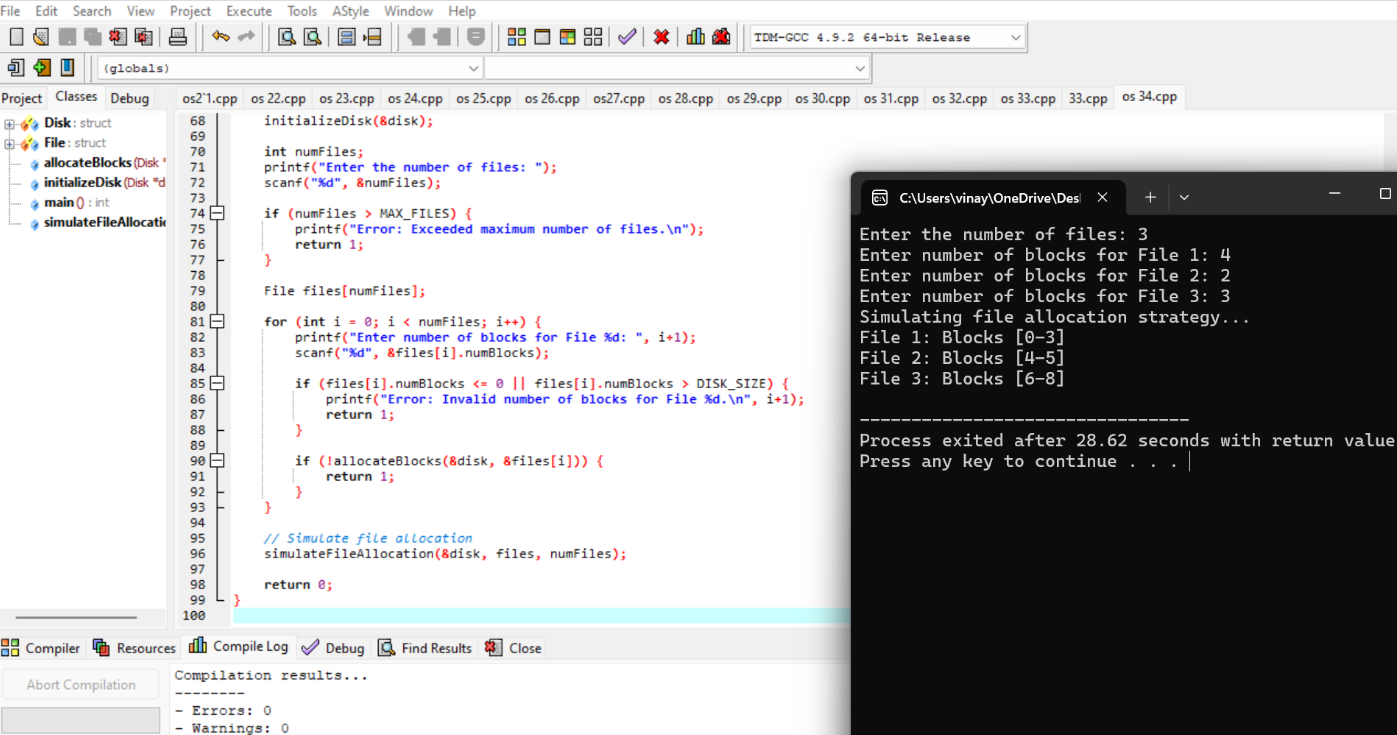 File Edit Search View Project Execute Tools AStyle Window Help
TDM-GCC 4.9.2 64-bit Release
(globals)
Project Classes Debug
os2`1.cpp os 22.cpp os 23.cpp os 24.cpp os 25.cpp os 26.cpp os27.cpp os 28.cpp os 29.cpp os 30.cpp os 31.cpp os 32.cpp os 33.cpp 33.cpp os 34.cpp
Disk : struct
File : struct
allocateBlocks (Disk *
initializeDisk (Disk *d
main () : int
simulateFileAllocatio
68 initializeDisk(&disk);
69
70 int numFiles;
71 printf("Enter the number of files: ");
72 scanf("%d", &numFiles);
73
74 if (numFiles > MAX_FILES) {
75 printf("Error: Exceeded maximum number of files.\n");
76 return 1;
77 }
78
79 File files[numFiles];
80
81 for (int i = 0; i < numFiles; i++) {
82 printf("Enter number of blocks for File %d: ", i+1);
83 scanf("%d", &files[i].numBlocks);
84
85 if (files[i].numBlocks <= 0 || files[i].numBlocks > DISK_SIZE) {
86 printf("Error: Invalid number of blocks for File %d.\n", i+1);
87 return 1;
88 }
89
90 if (!allocateBlocks(&disk, &files[i])) {
91 return 1;
92 }
93 }
94
95 // Simulate file allocation
96 simulateFileAllocation(&disk, files, numFiles);
97
98 return 0;
99 }
100
C:\Users\vinay\OneDrive\Des
Enter the number of files: 3
Enter number of blocks for File 1: 4
Enter number of blocks for File 2: 2
Enter number of blocks for File 3: 3
Simulating file allocation strategy...
File 1: Blocks [0-3]
File 2: Blocks [4-5]
File 3: Blocks [6-8]
--------------------------------
Process exited after 28.62 seconds with return value
Press any key to continue . . .
Compiler Resources Compile Log Debug Find Results Close
Abort Compilation
Compilation results...
--------
- Errors: 0
- Warnings: 0